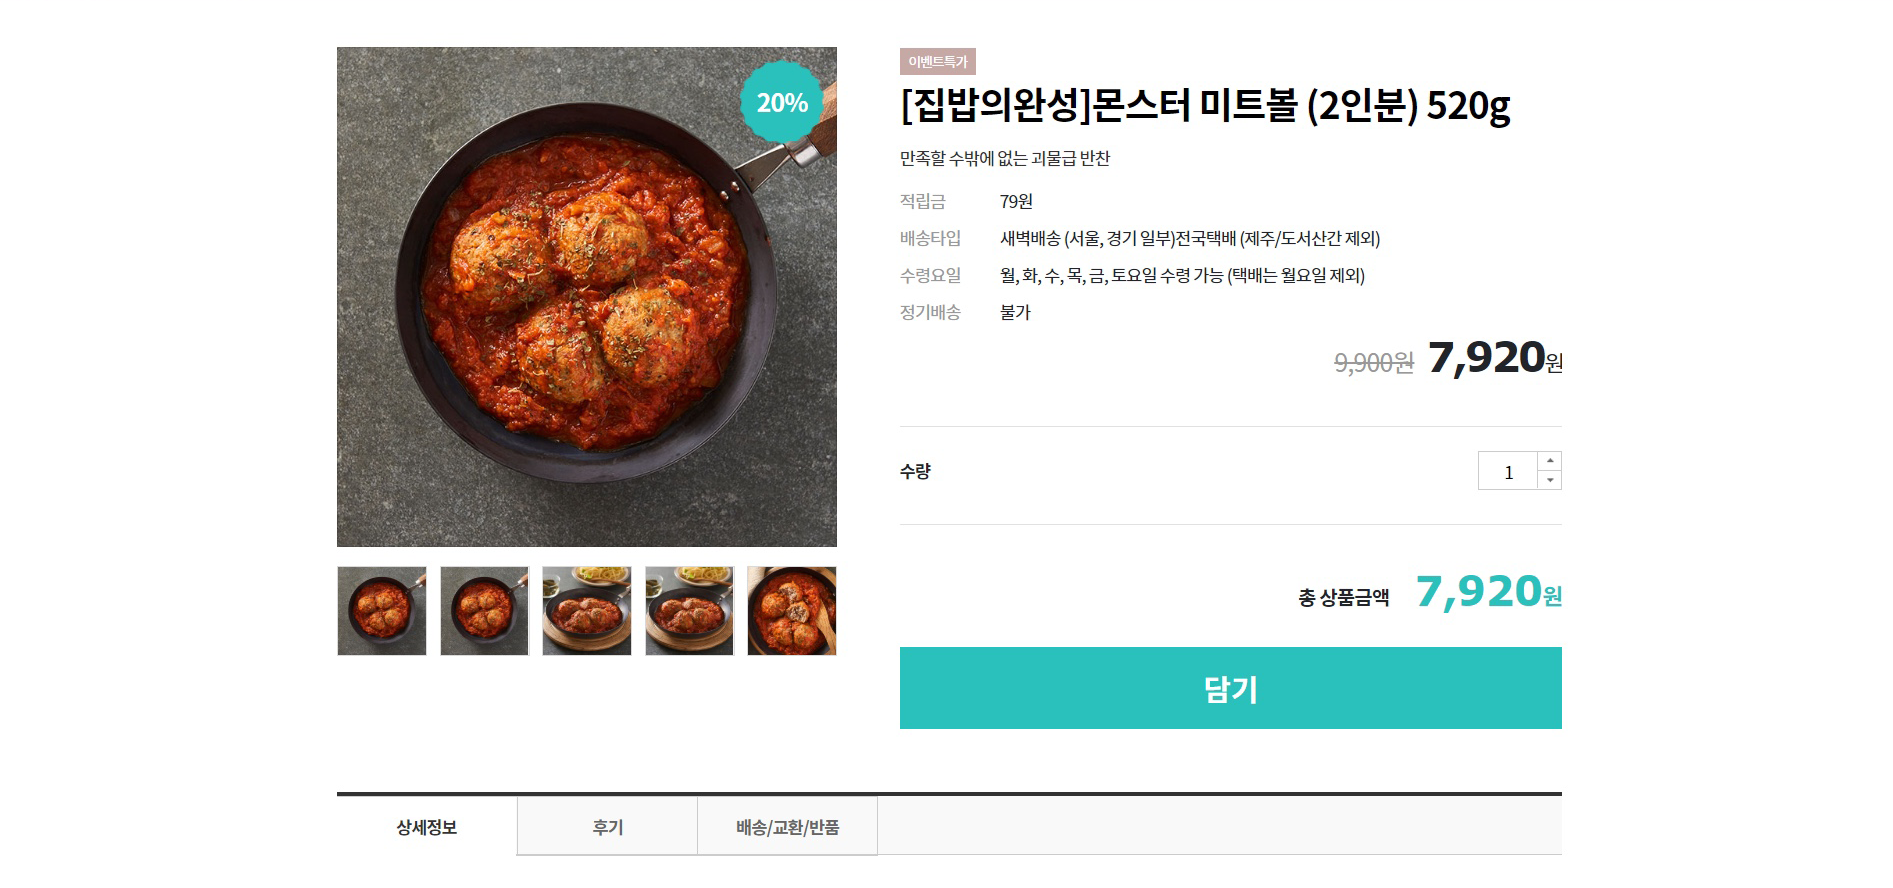 20%
이벤트특가
[집밥의완성]몬스터 미트볼 (2인분) 520g
만족할 수밖에 없는 괴물급 반찬
적립금 79원
배송타입 새벽배송 (서울, 경기 일부)전국택배 (제주/도서산간 제외)
수령요일 월, 화, 수, 목, 금, 토요일 수령 가능 (택배는 월요일 제외)
정기배송 불가
9,900원 7,920원
수량 1
총 상품금액 7,920원
담기
상세정보 후기 배송/교환/반품